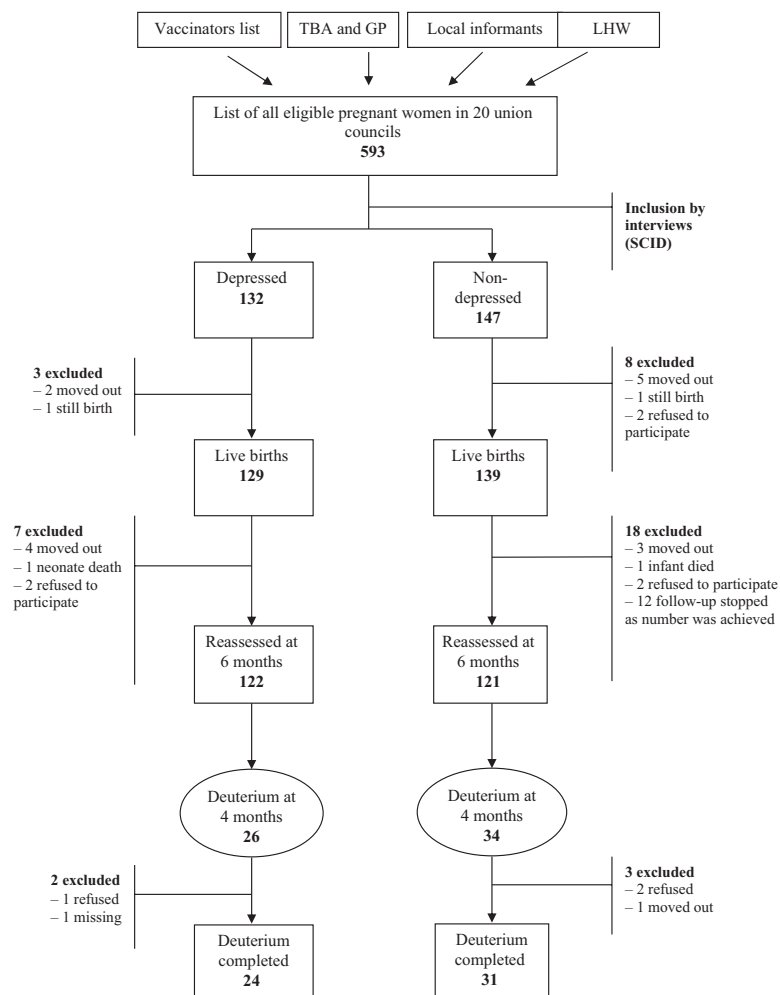 Vaccinators list
TBA and GP
Local informants
LHW
List of all eligible pregnant women in 20 union
councils
593
Inclusion by
interviews
(SCID)
Depressed
132
Non-
depressed
147
3 excluded
– 2 moved out
– 1 still birth
8 excluded
– 5 moved out
– 1 still birth
– 2 refused to
participate
Live births
129
Live births
139
7 excluded
– 4 moved out
– 1 neonate death
– 2 refused to
participate
18 excluded
– 3 moved out
– 1 infant died
– 2 refused to participate
– 12 follow-up stopped
as number was achieved
Reassessed at
6 months
122
Reassessed at
6 months
121
Deuterium at
4 months
26
Deuterium at
4 months
34
2 excluded
– 1 refused
– 1 missing
3 excluded
– 2 refused
– 1 moved out
Deuterium
completed
24
Deuterium
completed
31